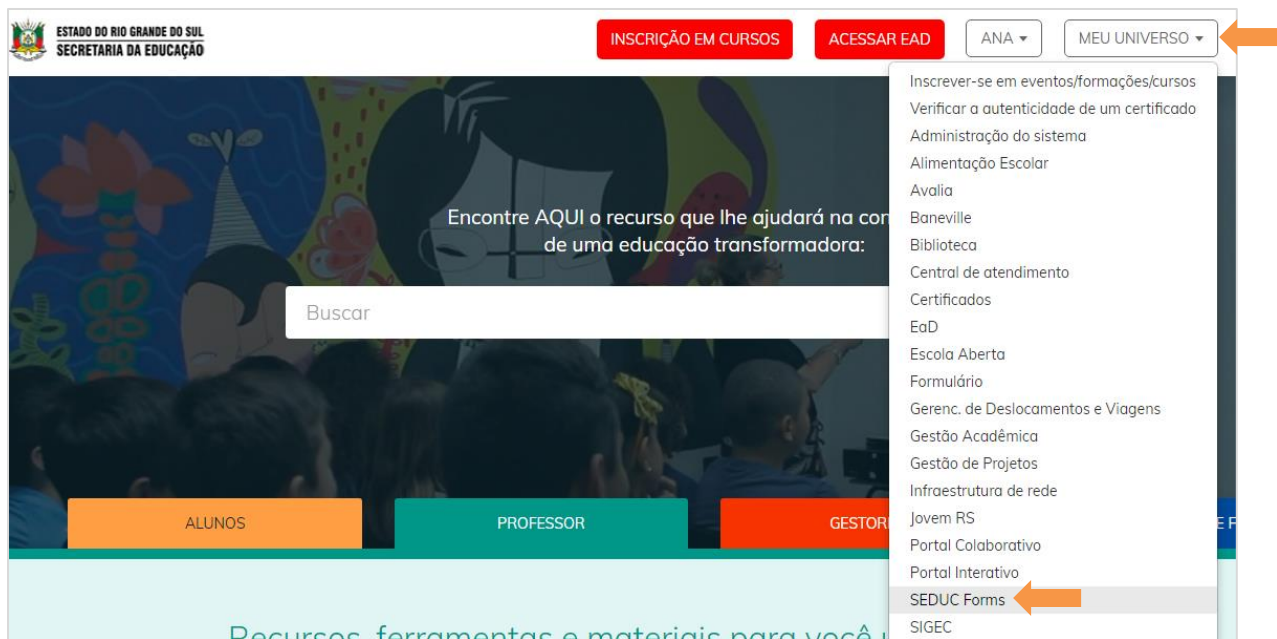 ESTADO DO RIO GRANDE DO SUL
SECRETARIA DA EDUCAÇÃO
INSCRIÇÃO EM CURSOS
ACESSAR EAD
ANA
MEU UNIVERSO
Inscrever-se em eventos/formações/cursos
Verificar a autenticidade de um certificado
Administração do sistema
Alimentação Escolar
Avalia
Baneville
Biblioteca
Central de atendimento
Certificados
EaD
Escola Aberta
Formulário
Gerenc. de Deslocamentos e Viagens
Gestão Acadêmica
Gestão de Projetos
Infraestrutura de rede
Jovem RS
Portal Colaborativo
Portal Interativo
SEDUC Forms
SIGEC
Encontre AQUI o recurso que lhe ajudará na
de uma educação transformadora:
Buscar
ALUNOS
PROFESSOR
Recursos, ferramentas e materiais para você